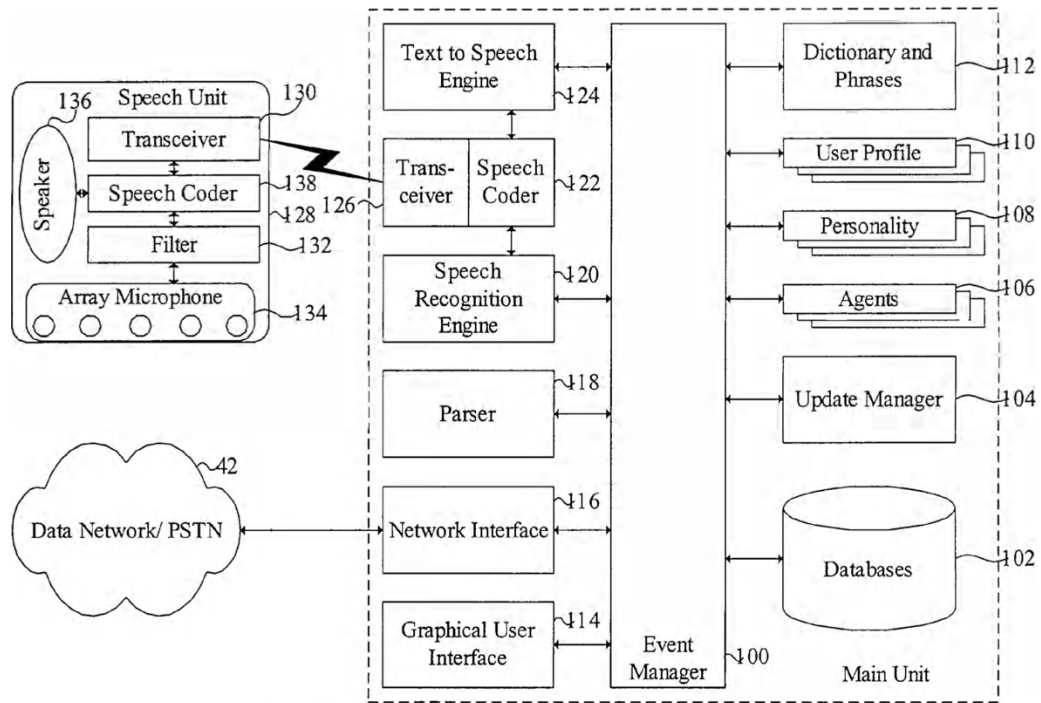 Speech Unit
136
130
Transceiver
Speaker
Speech Coder
138
128
Filter
132
Array Microphone
134
42
Data Network/ PSTN
Text to Speech
Engine
124
Trans-
ceiver
126
Speech
Coder
122
Speech
Recognition
Engine
120
Parser
118
Network Interface
116
Graphical User
Interface
114
Event
Manager
100
Dictionary and
Phrases
112
User Profile
110
Personality
108
Agents
106
Update Manager
104
Databases
102
Main Unit